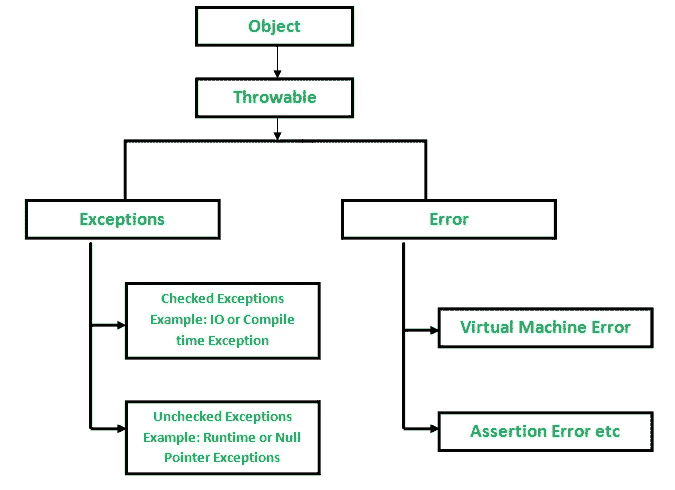 Object
Throwable
Exceptions
Error
Checked Exceptions
Example: IO or Compile
time Exception
Virtual Machine Error
Unchecked Exceptions
Example: Runtime or Null
Pointer Exceptions
Assertion Error etc